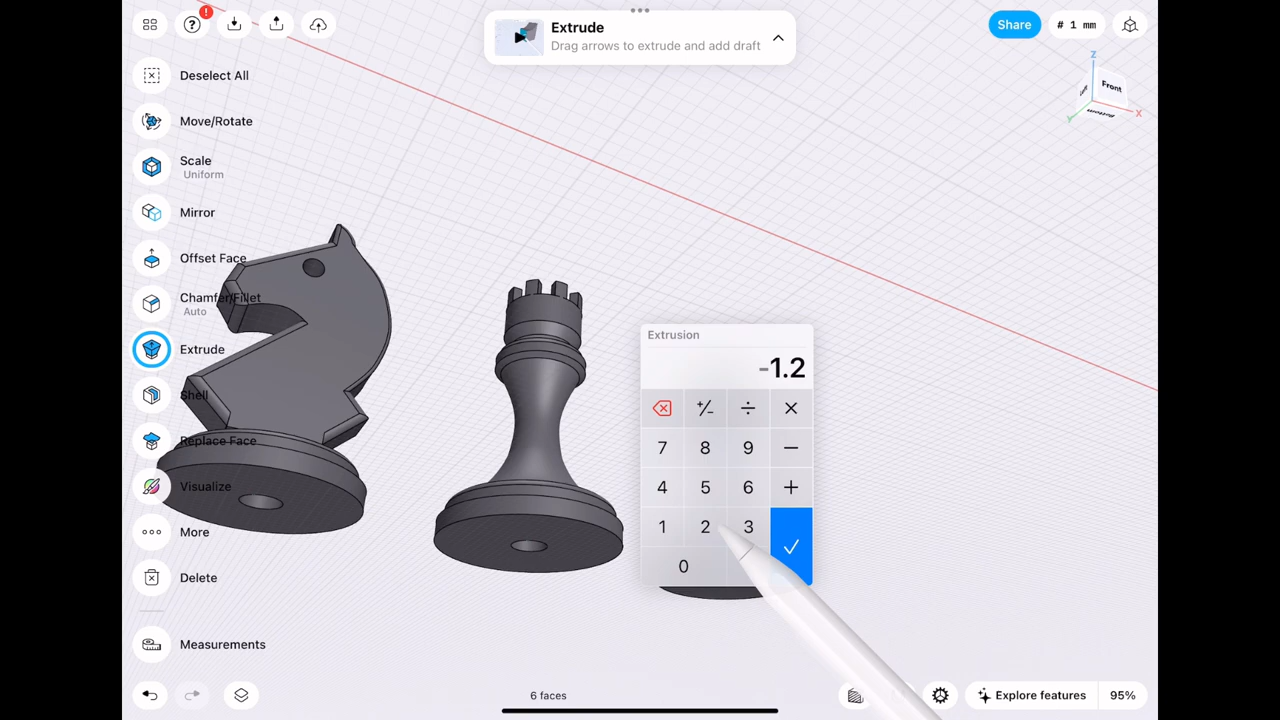 !
Extrude
Drag arrows to extrude and add draft
Share
# 1 mm
Z
Left
Front
Bottom
X
Y
Deselect All
Move/Rotate
Scale
Uniform
Mirror
Offset Face
Chamfer/Fillet
Auto
Extrude
Shell
Replace Face
Visualize
More
Delete
Measurements
Extrusion
-1.2
+/- ÷ ×
7 8 9 −
4 5 6 +
1 2 3
0
6 faces
Explore features
95%